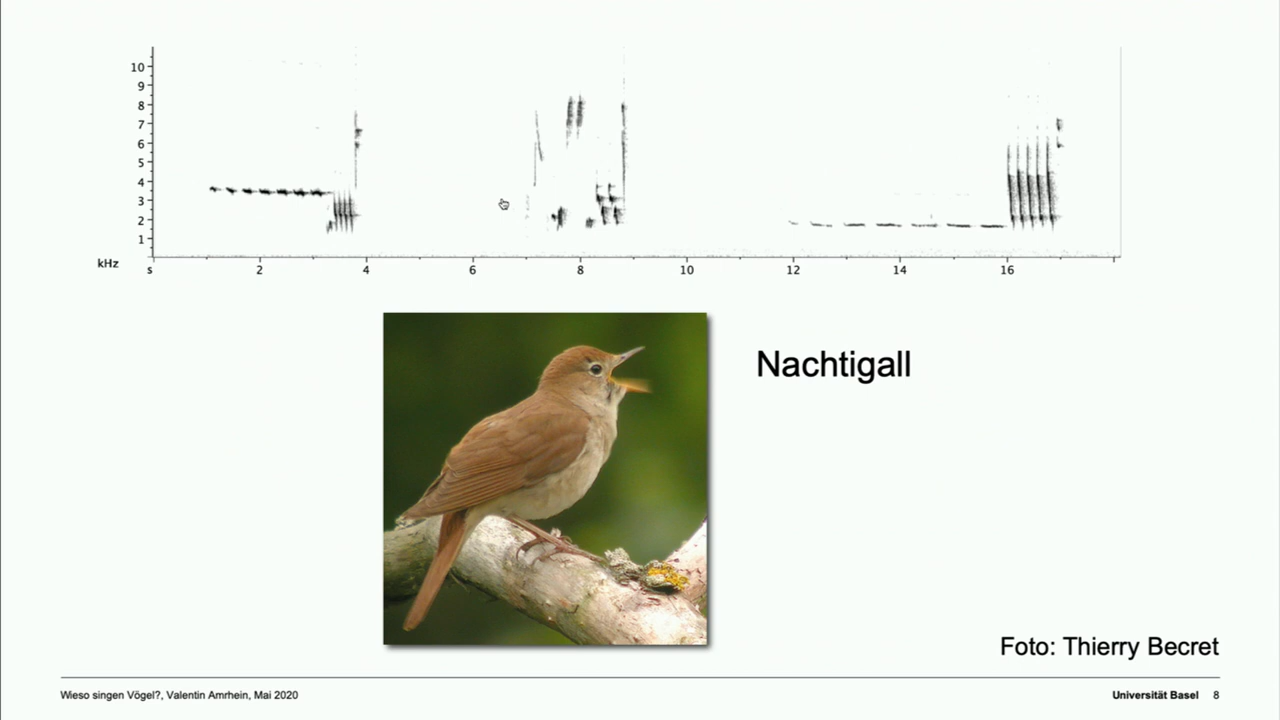 10
9
8
7
6
5
4
3
2
1
kHz
s 2 4 6 8 10 12 14 16
Nachtigall
Foto: Thierry Becret
Wieso singen Vögel?, Valentin Amrhein, Mai 2020
Universität Basel 8